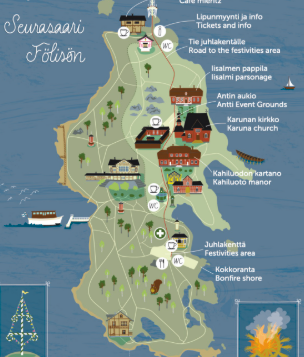 Café Mieritz
Seurasaari
Fölisön
Lipunmyynti ja info
Tickets and info
Tie juhlakentälle
Road to the festivities area
WC
Iisalmen pappila
Iisalmi parsonage
Antin aukio
Antti Event Grounds
Karunan kirkko
Karuna church
Kahiluodon kartano
Kahiluoto manor
WC
Juhlakenttä
Festivities area
WC
Kokkoranta
Bonfire shore